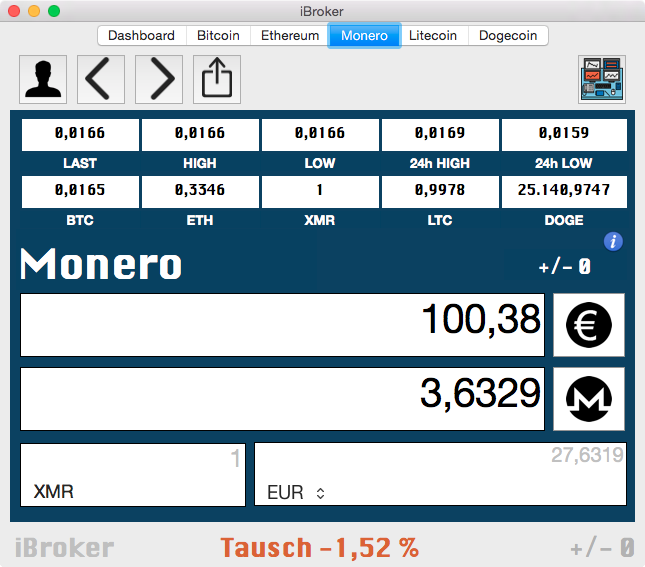 iBroker
Dashboard Bitcoin Ethereum Monero Litecoin Dogecoin
0,0166 0,0166 0,0166 0,0169 0,0159
LAST HIGH LOW 24h HIGH 24h LOW
0,0165 0,3346 1 0,9978 25.140,9747
BTC ETH XMR LTC DOGE
Monero +/- 0
100,38
3,6329
1 27,6319
XMR EUR
iBroker Tausch -1,52 % +/- 0